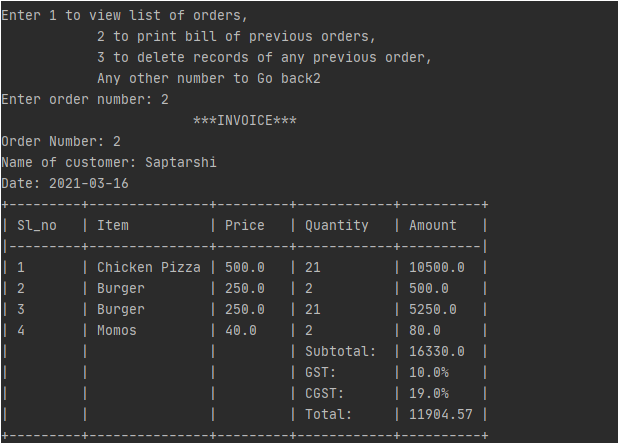 Enter 1 to view list of orders,
            2 to print bill of previous orders,
            3 to delete records of any previous order,
            Any other number to Go back2
Enter order number: 2
                        ***INVOICE***
Order Number: 2
Name of customer: Saptarshi
Date: 2021-03-16
+---------+---------------+---------+------------+----------+
| Sl_no   | Item          | Price   | Quantity   | Amount   |
|---------+---------------+---------+------------+----------|
| 1       | Chicken Pizza | 500.0   | 21         | 10500.0  |
| 2       | Burger        | 250.0   | 2          | 500.0    |
| 3       | Burger        | 250.0   | 21         | 5250.0   |
| 4       | Momos         | 40.0    | 2          | 80.0     |
|         |               |         | Subtotal:  | 16330.0  |
|         |               |         | GST:       | 10.0%    |
|         |               |         | CGST:      | 19.0%    |
|         |               |         | Total:     | 11904.57 |
+---------+---------------+---------+------------+----------+